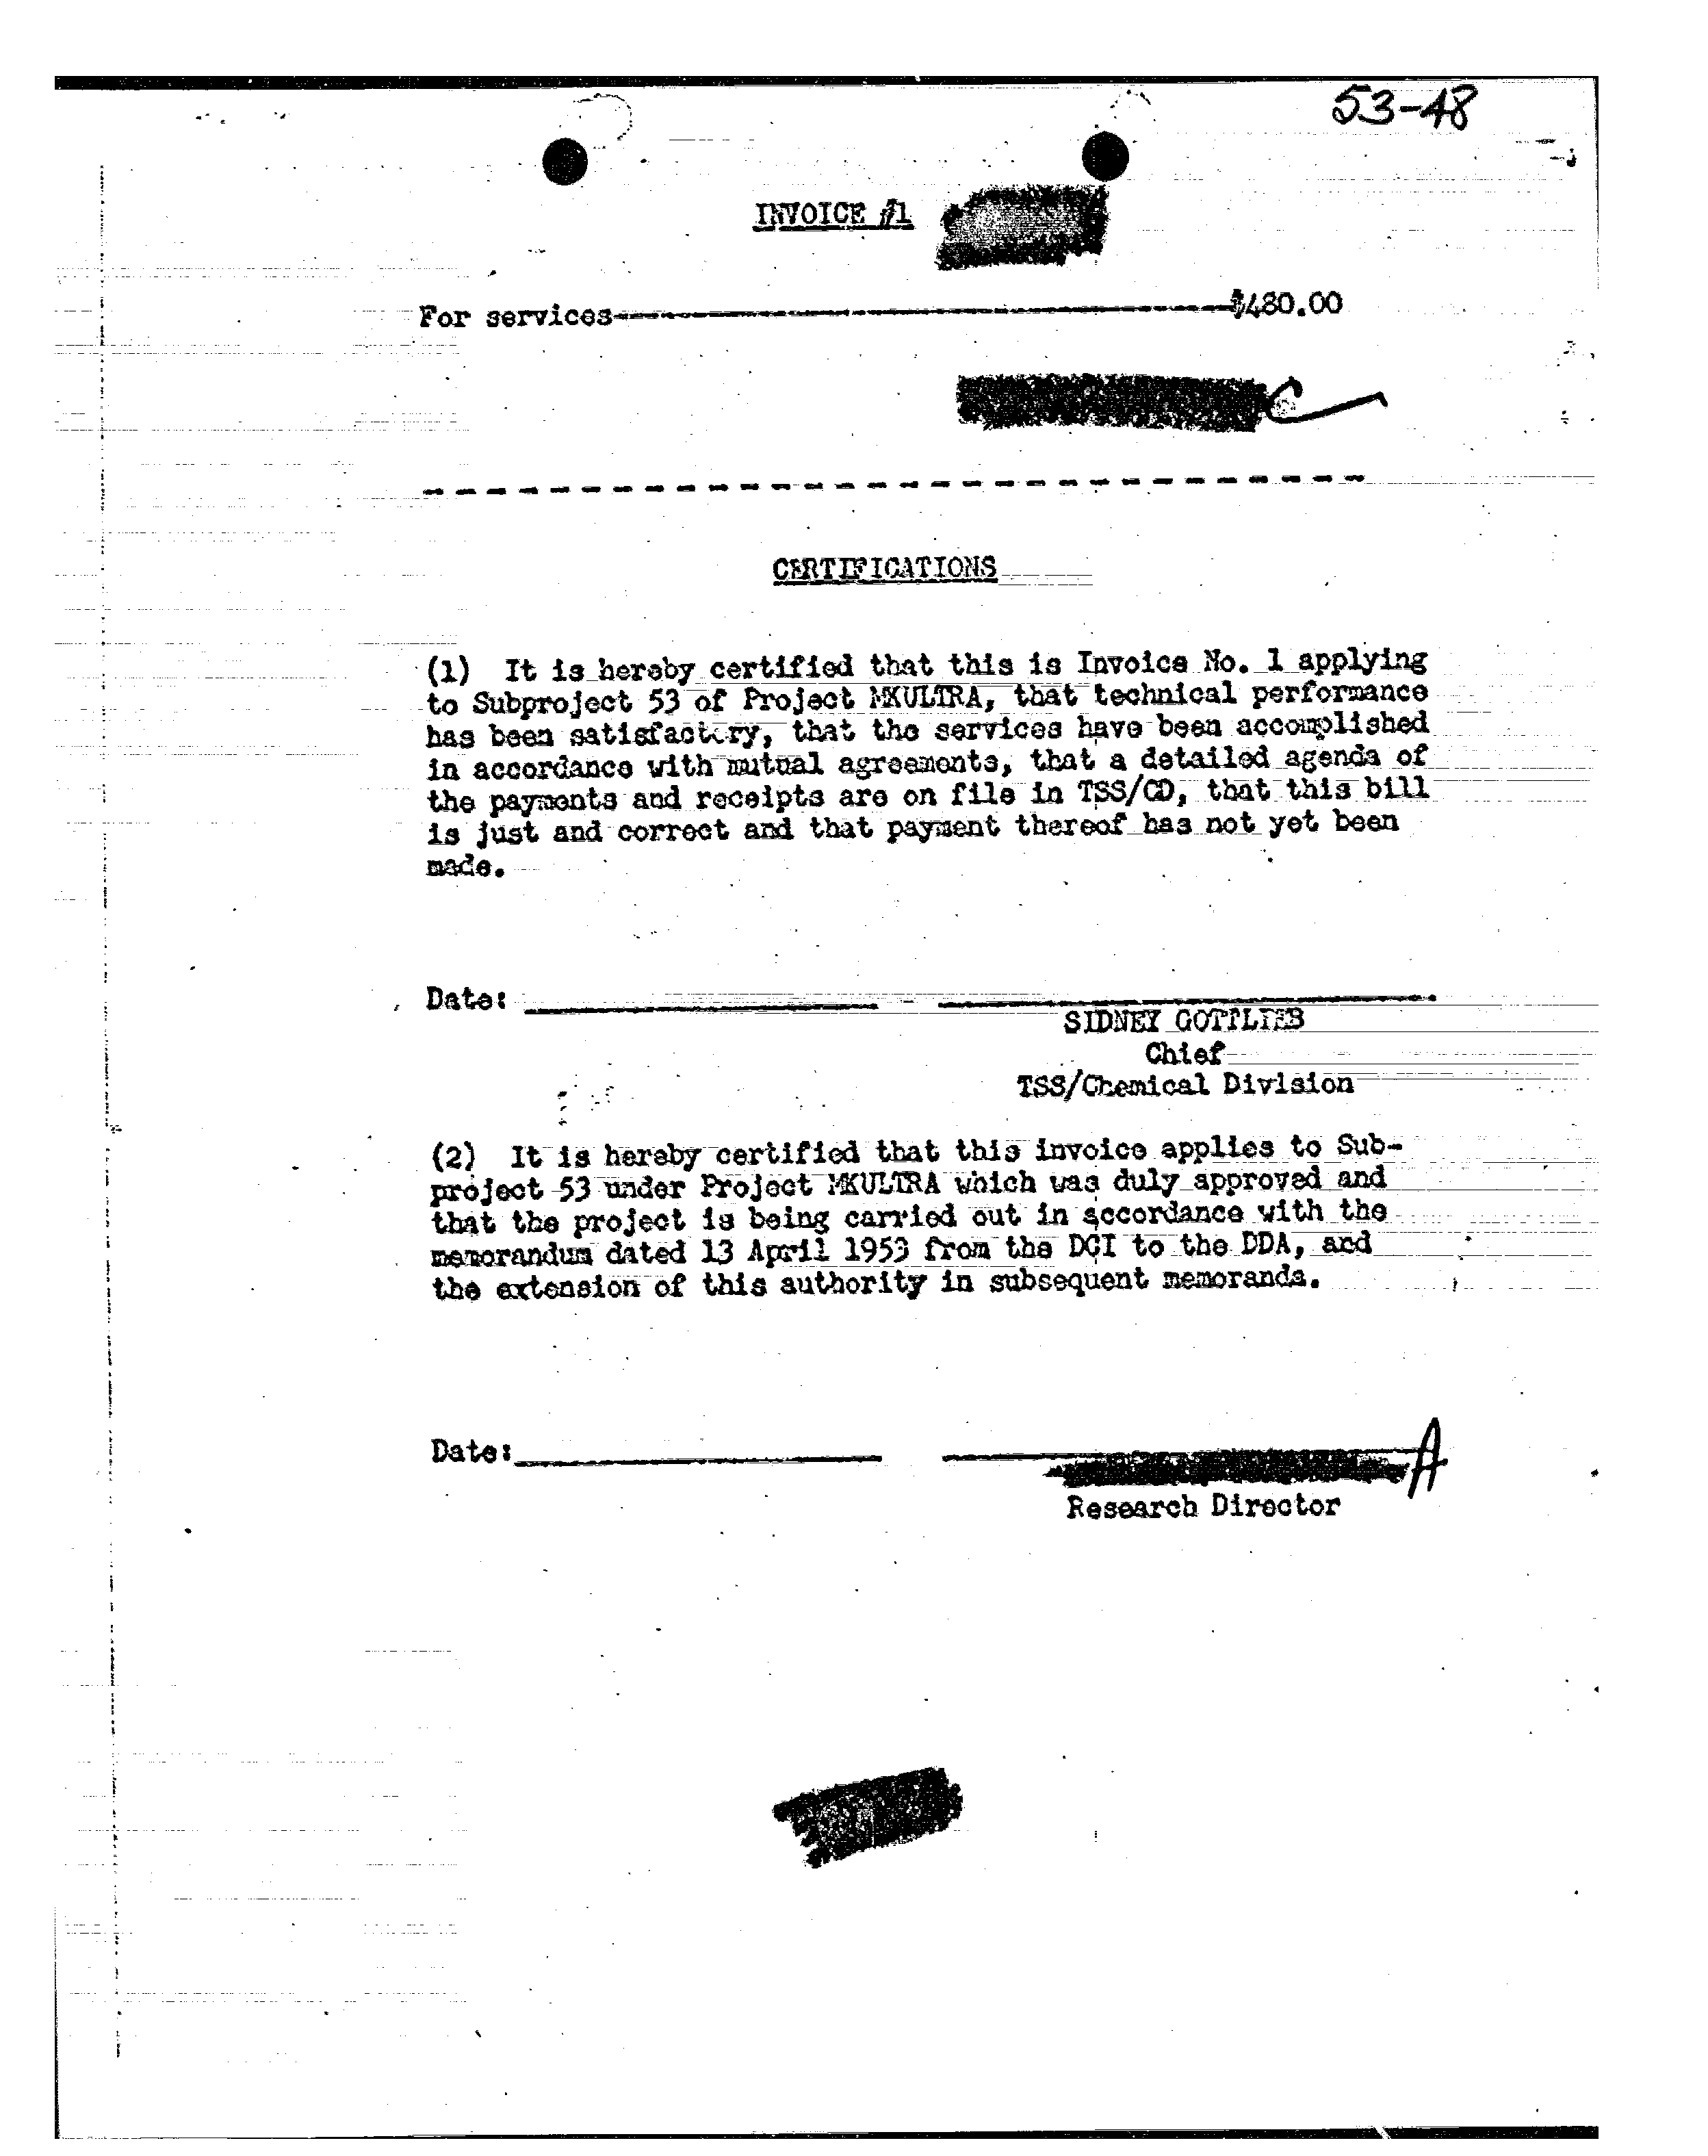 53-48
INVOICE #1
For services------------------------------$480.00
C
CERTIFICATIONS
(1) It is hereby certified that this is Invoice No. 1 applying
to Subproject 53 of Project MKULTRA, that technical performance
has been satisfactory, that the services have been accomplished
in accordance with mutual agreements, that a detailed agenda of
the payments and receipts are on file in TSS/CD, that this bill
is just and correct and that payment thereof has not yet been
made.
Date:
SIDNEY GOTTLIEB
Chief
TSS/Chemical Division
(2) It is hereby certified that this invoice applies to Sub-
project 53 under Project MKULTRA which was duly approved and
that the project is being carried out in accordance with the
memorandum dated 13 April 1953 from the DCI to the DDA, and
the extension of this authority in subsequent memoranda.
Date:
A
Research Director